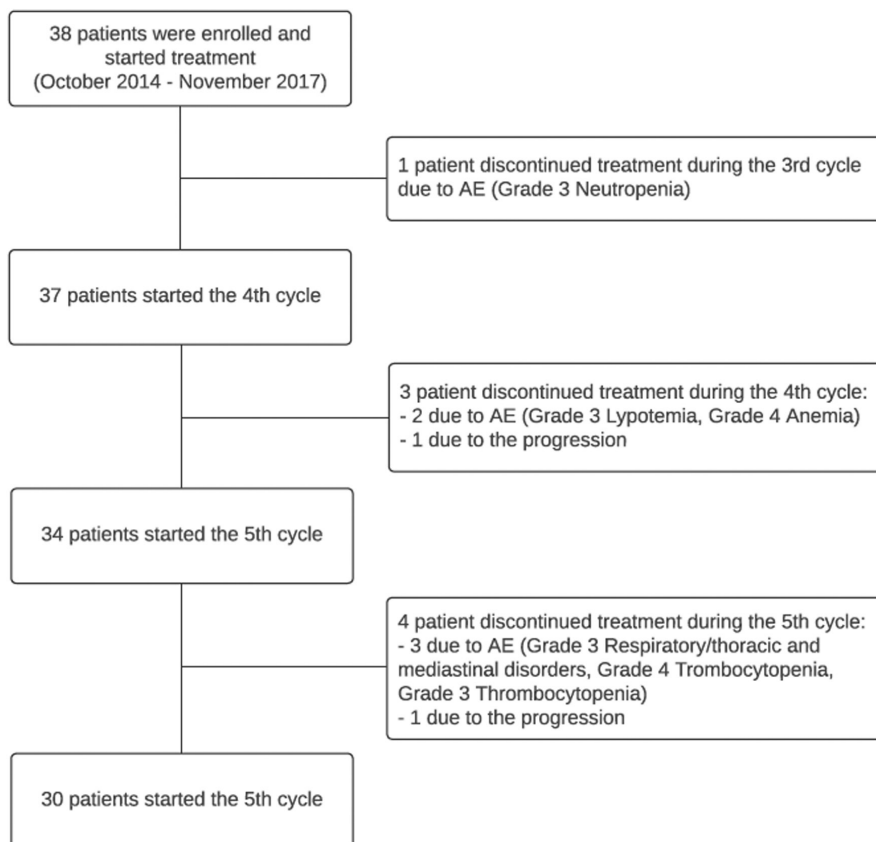 38 patients were enrolled and
started treatment
(October 2014 - November 2017)
1 patient discontinued treatment during the 3rd cycle
due to AE (Grade 3 Neutropenia)
37 patients started the 4th cycle
3 patient discontinued treatment during the 4th cycle:
- 2 due to AE (Grade 3 Lypotemia, Grade 4 Anemia)
- 1 due to the progression
34 patients started the 5th cycle
4 patient discontinued treatment during the 5th cycle:
- 3 due to AE (Grade 3 Respiratory/thoracic and
mediastinal disorders, Grade 4 Trombocytopenia,
Grade 3 Thrombocytopenia)
- 1 due to the progression
30 patients started the 5th cycle